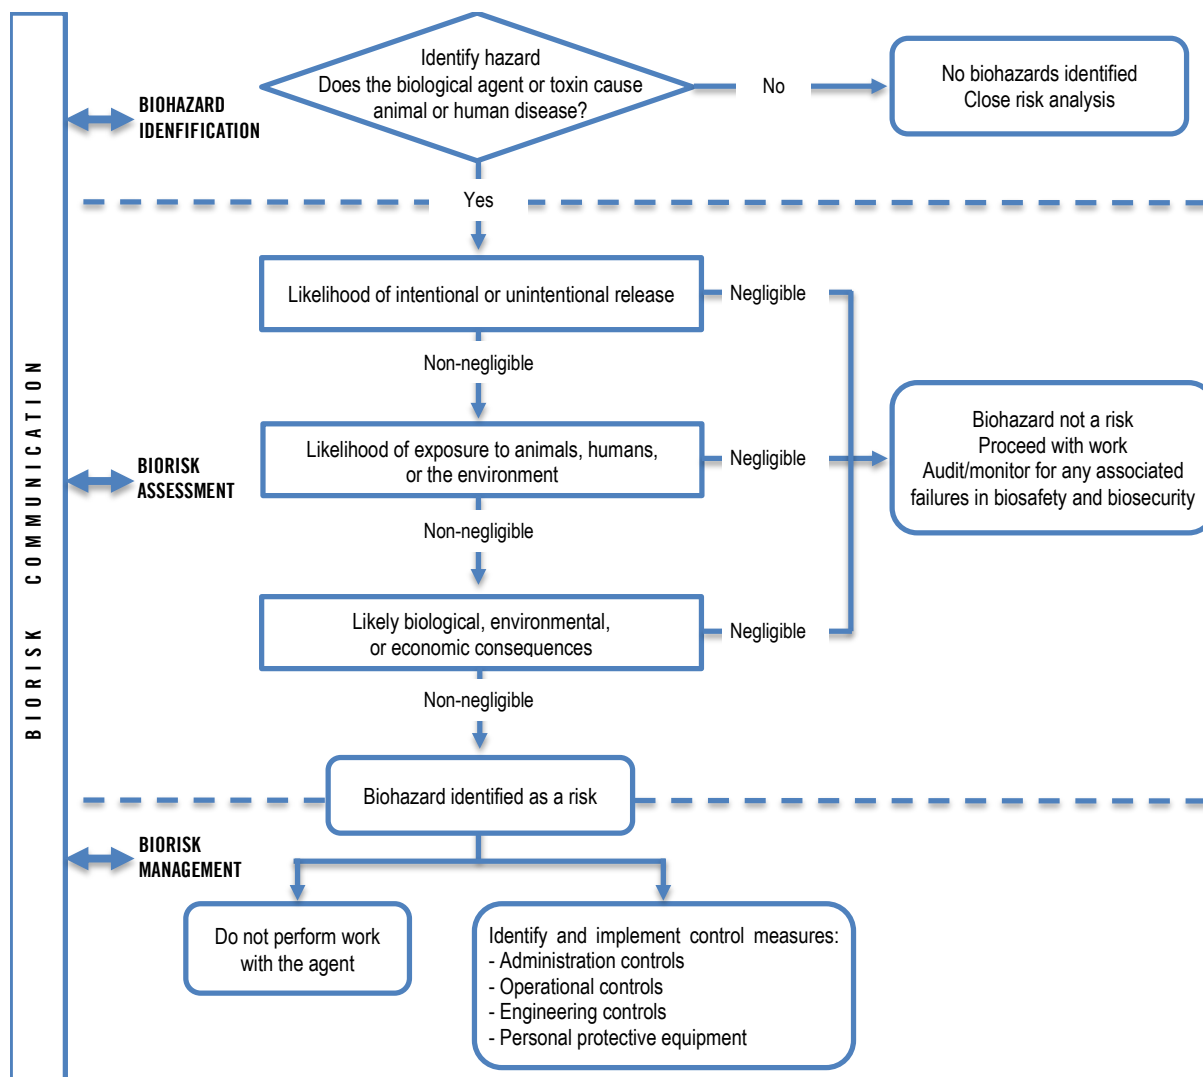 Identify hazard
Does the biological agent or toxin cause
animal or human disease?
No
No biohazards identified
Close risk analysis
BIOHAZARD
IDENFIFICATION
Yes
Likelihood of intentional or unintentional release
Negligible
Non-negligible
BIORISK COMMUNICATION
BIORISK
ASSESSMENT
Likelihood of exposure to animals, humans,
or the environment
Negligible
Biohazard not a risk
Proceed with work
Audit/monitor for any associated
failures in biosafety and biosecurity
Non-negligible
Likely biological, environmental,
or economic consequences
Negligible
Non-negligible
Biohazard identified as a risk
BIORISK
MANAGEMENT
Do not perform work
with the agent
Identify and implement control measures:
- Administration controls
- Operational controls
- Engineering controls
- Personal protective equipment